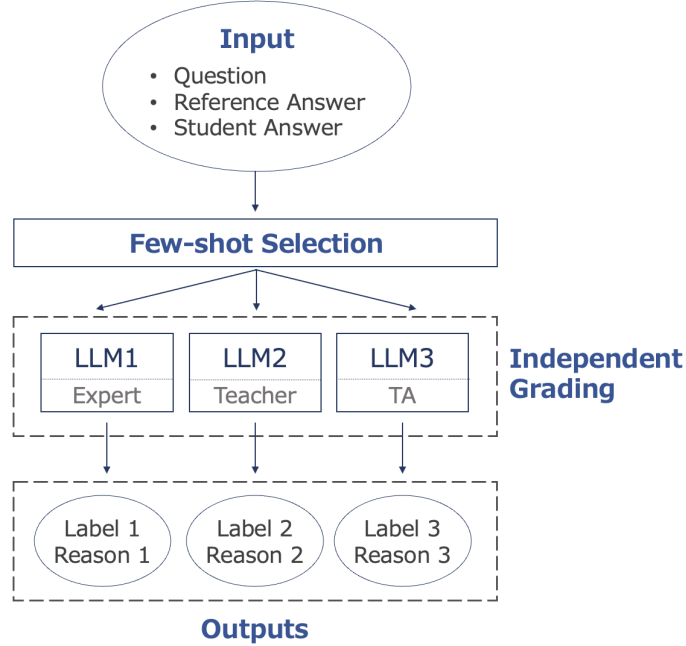 Input
• Question
• Reference Answer
• Student Answer
Few-shot Selection
LLM1
Expert
LLM2
Teacher
LLM3
TA
Independent
Grading
Label 1
Reason 1
Label 2
Reason 2
Label 3
Reason 3
Outputs